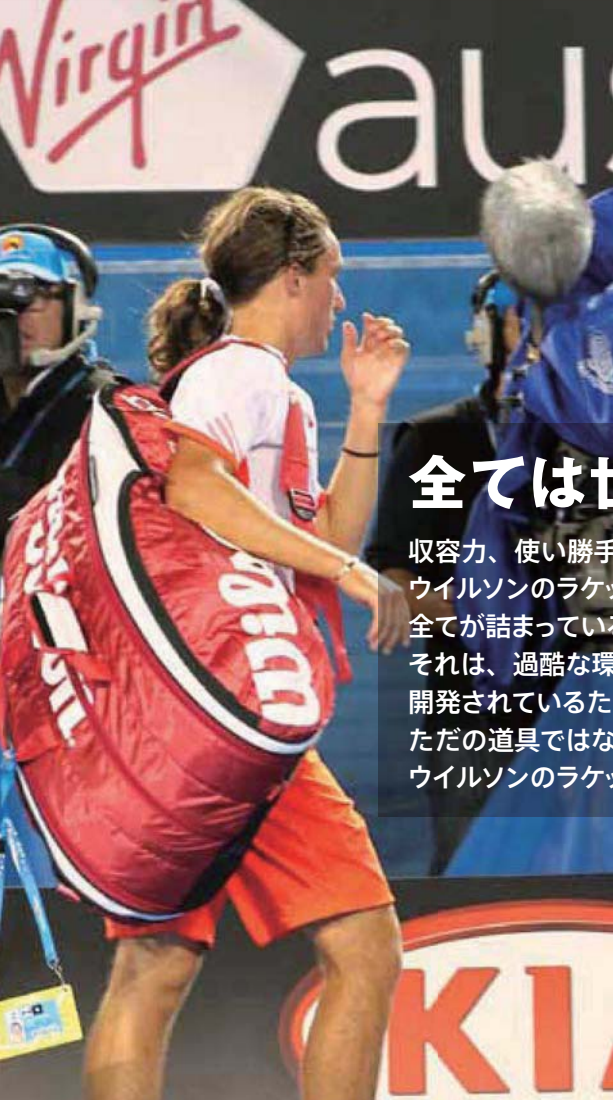 Virgin
aus
全ては世
収容力、使い勝手
ウイルソンのラケッ
全てが詰まっている
それは、過酷な環
開発されているた
ただの道具ではな
ウイルソンのラケッ
Wils
KIA